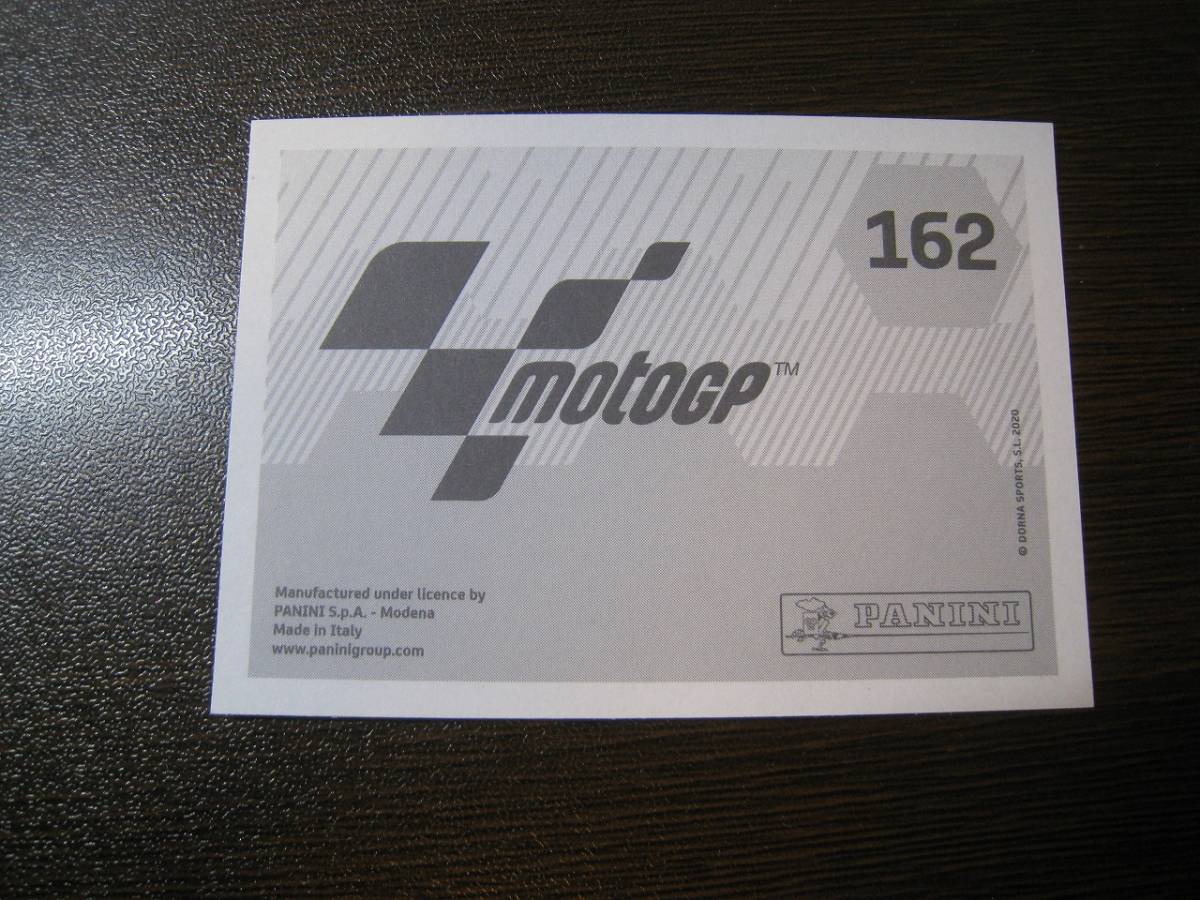 162
motoGP™
© DORNA SPORTS, S.L. 2020
Manufactured under licence by
PANINI S.p.A. - Modena
Made in Italy
www.paninigroup.com
PANINI